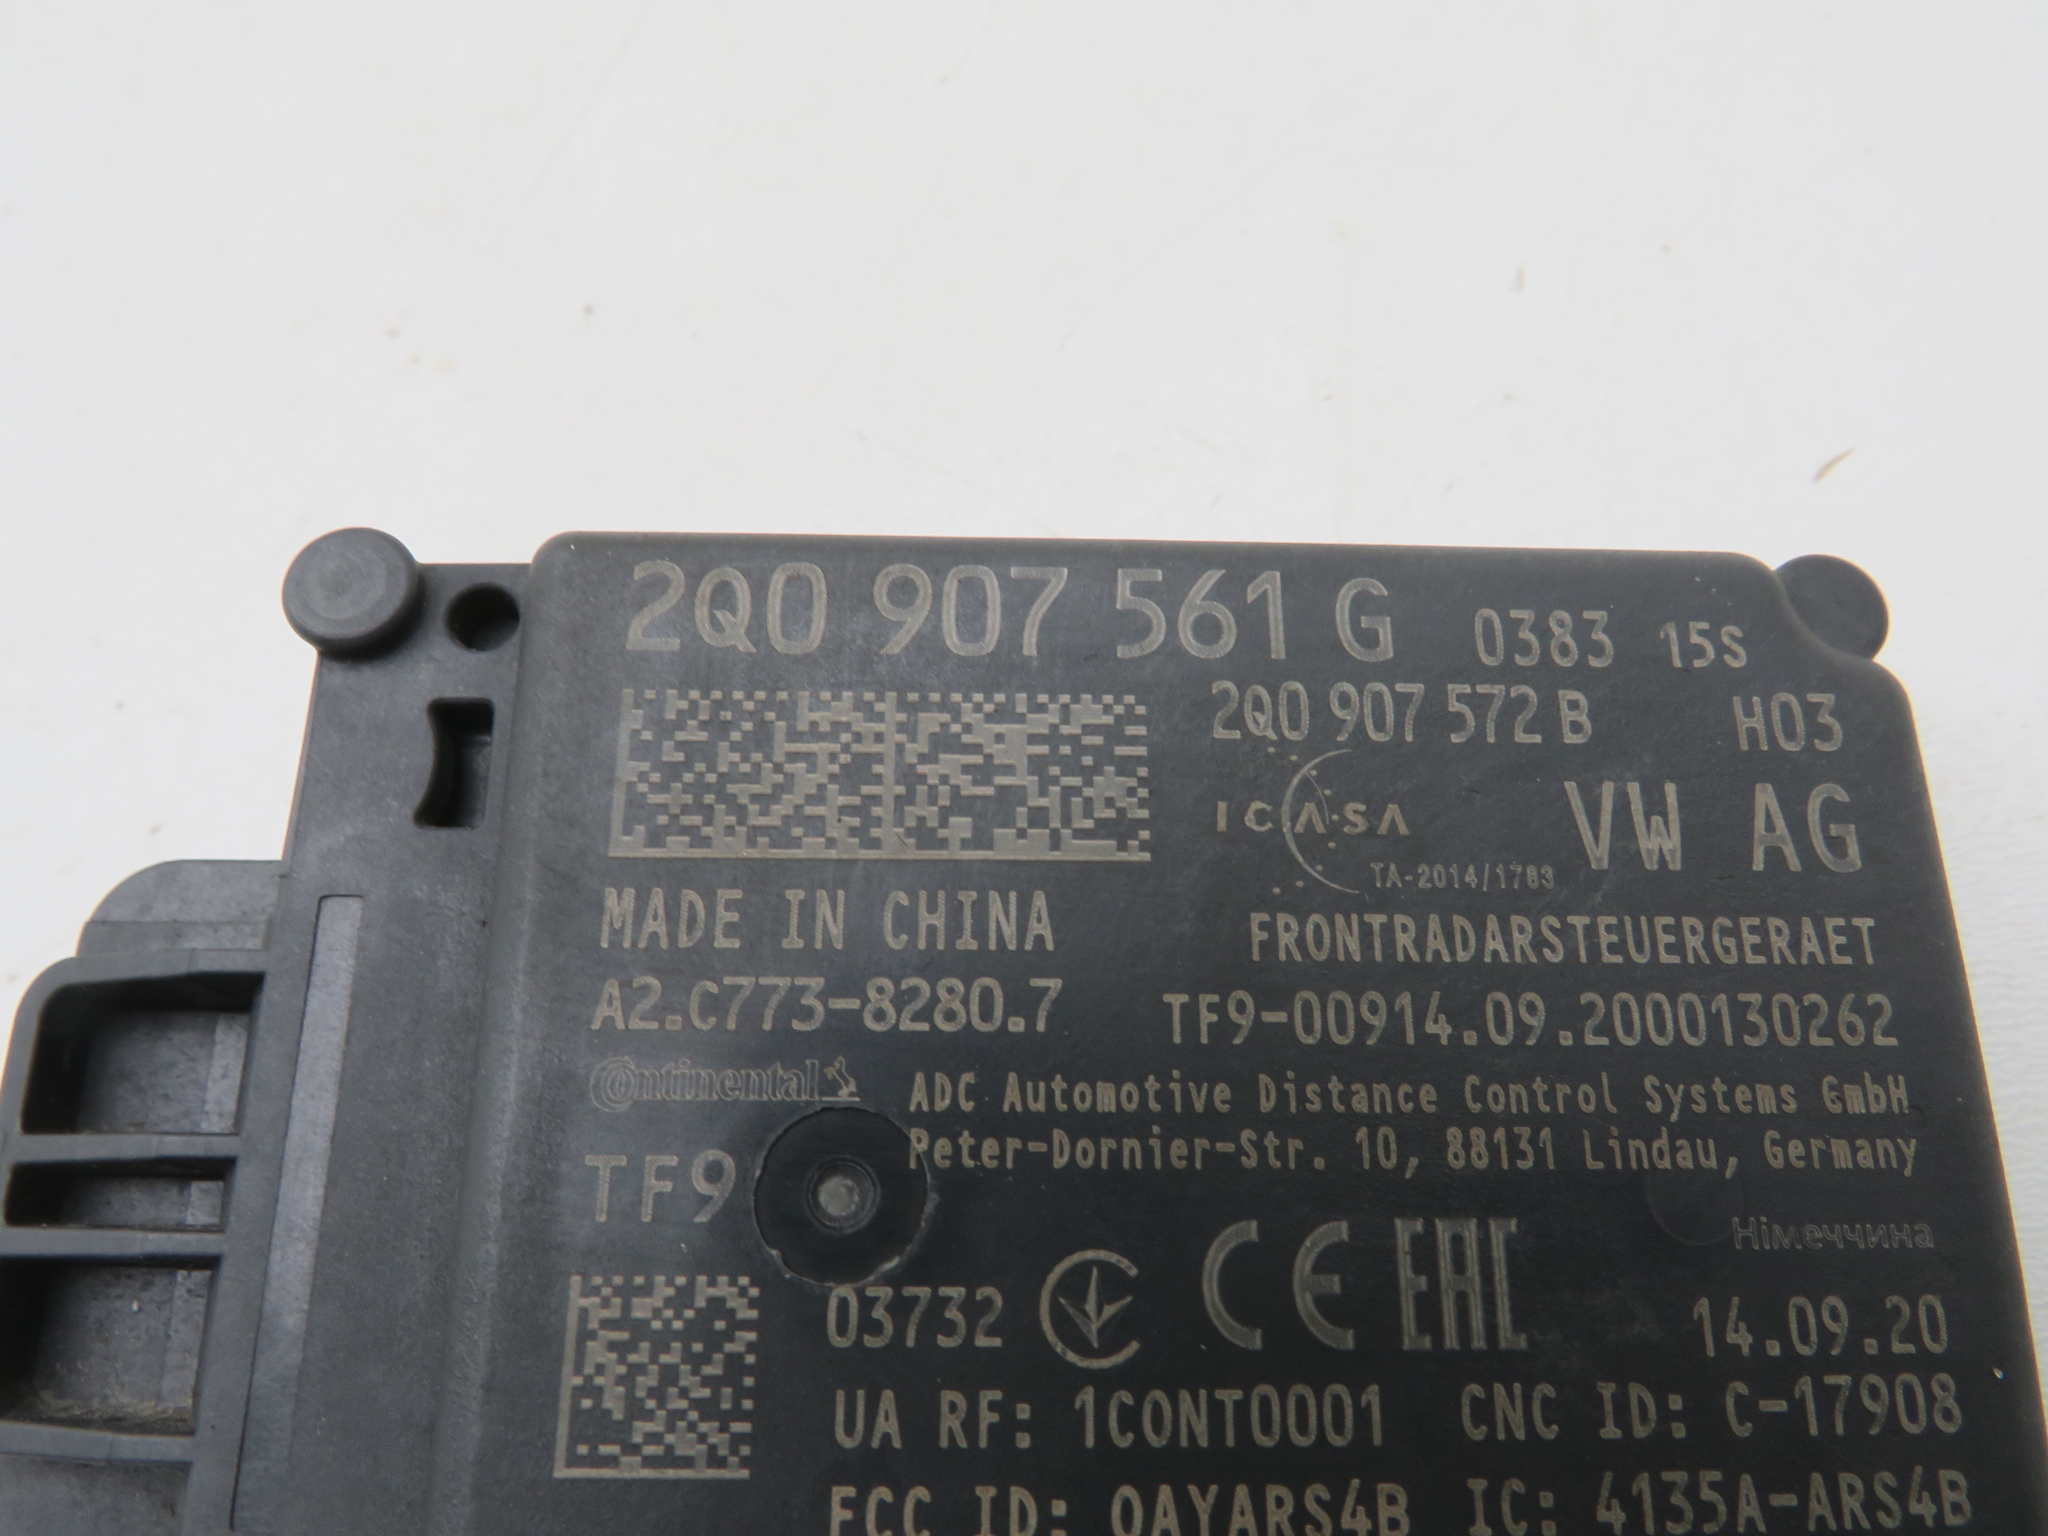 2Q0 907 561 G 0383 15S
2Q0 907 572 B H03
ICASA VW AG
TA-2014/1783
MADE IN CHINA FRONTRADARSTEUERGERAET
A2.C773-8280.7 TF9-00914.09.2000130262
Continental ADC Automotive Distance Control Systems GmbH
Peter-Dornier-Str. 10, 88131 Lindau, Germany
TF9
Німеччина
03732 CE EAC 14.09.20
UA RF: 1CONT0001 CNC ID: C-17908
FCC ID: OAYARS4B IC: 4135A-ARS4B